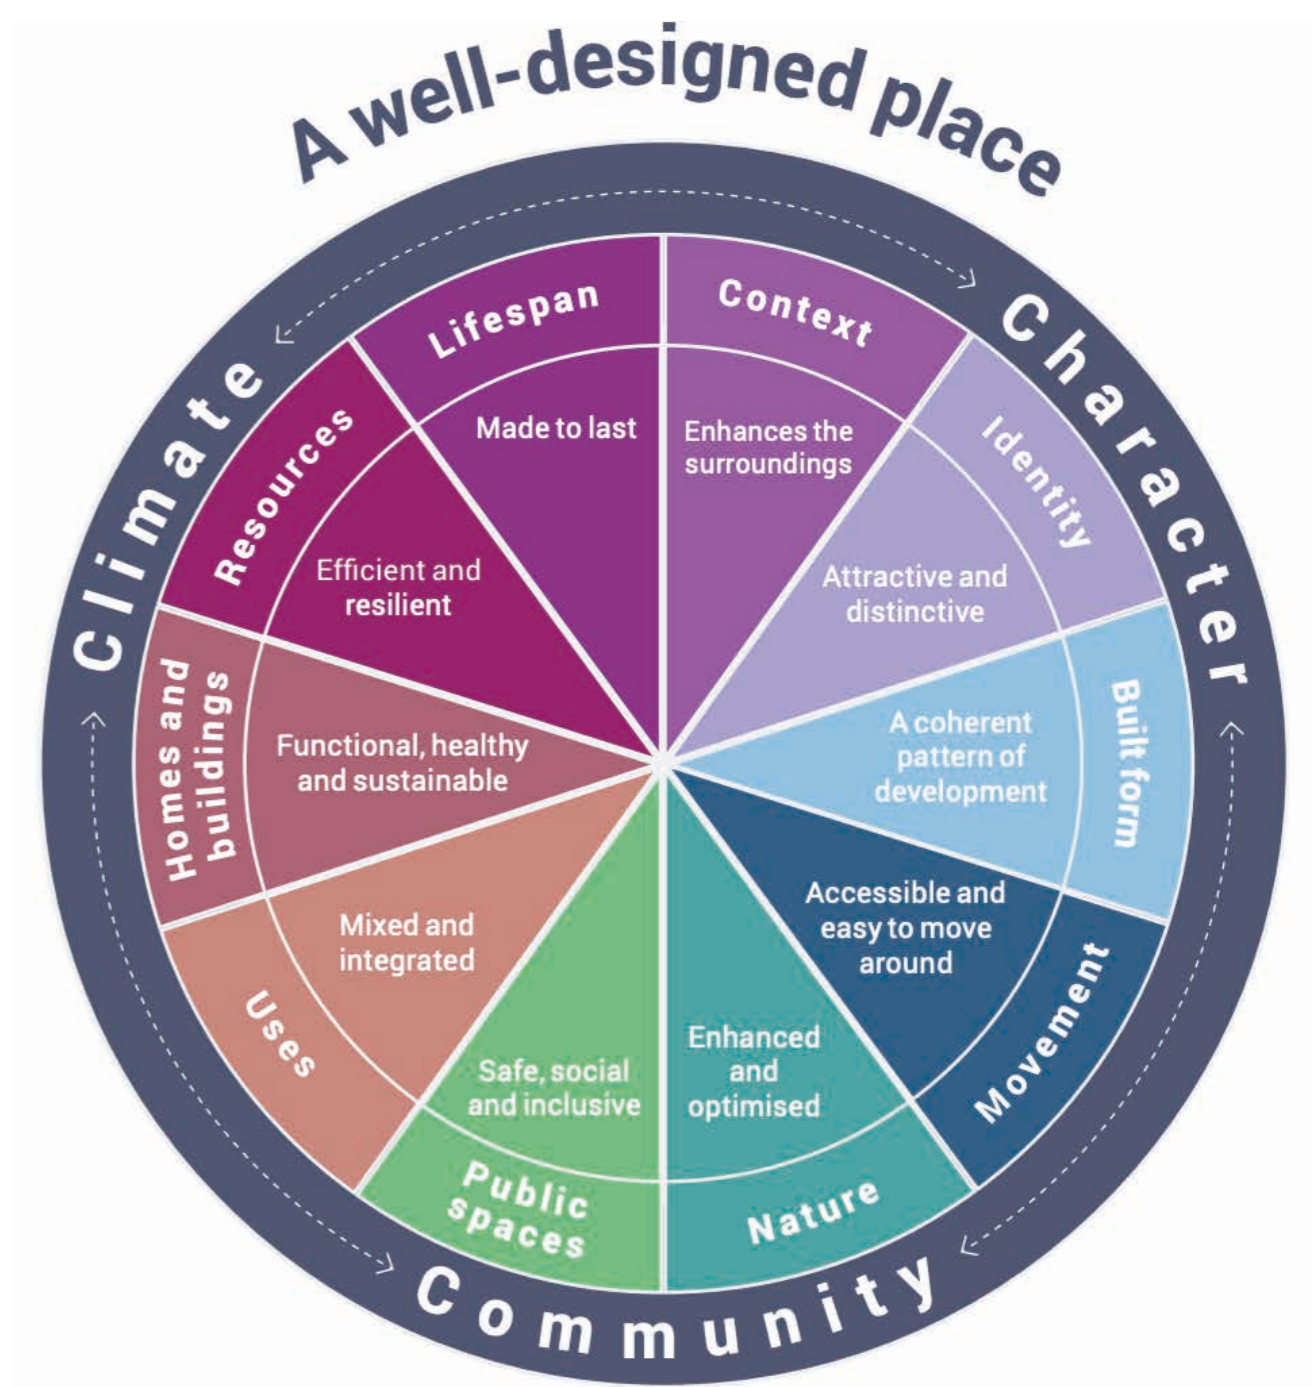 A well-designed place
Climate
Character
Community
Lifespan
Made to last
Context
Enhances the
surroundings
Identity
Attractive and
distinctive
Built form
A coherent
pattern of
development
Movement
Accessible and
easy to move
around
Nature
Enhanced
and
optimised
Public
spaces
Safe, social
and inclusive
Uses
Mixed and
integrated
Homes and
buildings
Functional, healthy
and sustainable
Resources
Efficient and
resilient